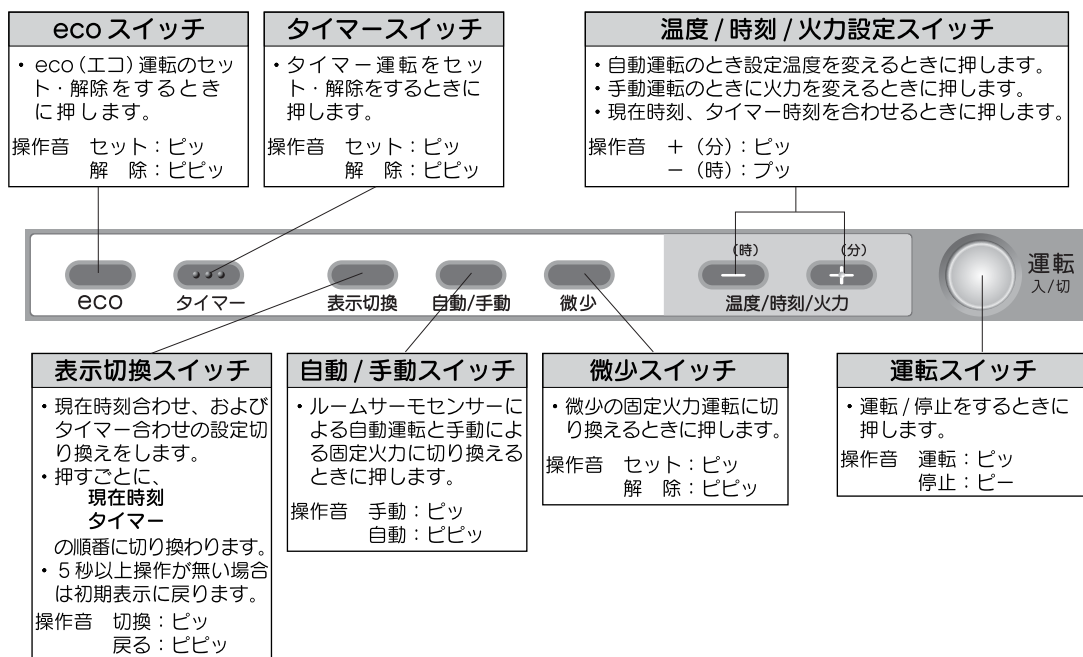 eco スイッチ
・eco（エコ）運転のセッ
ト・解除をするとき
に押します。
操作音　セット：ピッ
解　除：ピピッ
タイマースイッチ
・タイマー運転をセッ
ト・解除をするときに
押します。
操作音　セット：ピッ
解　除：ピピッ
温度 / 時刻 / 火力設定スイッチ
・自動運転のとき設定温度を変えるときに押します。
・手動運転のときに火力を変えるときに押します。
・現在時刻、タイマー時刻を合わせるときに押します。
操作音　＋（分）：ピッ
－（時）：プッ
eco
タイマー
表示切換
自動/手動
微少
（時）
－
（分）
＋
温度/時刻/火力
運転
入/切
表示切換スイッチ
・現在時刻合わせ、および
タイマー合わせの設定切
り換えをします。
・押すごとに、
現在時刻
タイマー
の順番に切り換わります。
・５秒以上操作が無い場合
は初期表示に戻ります。
操作音　切換：ピッ
戻る：ピピッ
自動 / 手動スイッチ
・ルームサーモセンサーに
よる自動運転と手動によ
る固定火力に切り換える
ときに押します。
操作音　手動：ピッ
自動：ピピッ
微少スイッチ
・微少の固定火力運転に切
り換えるときに押します。
操作音　セット：ピッ
解　除：ピピッ
運転スイッチ
・運転 / 停止をするときに
押します。
操作音　運転：ピッ
停止：ピー